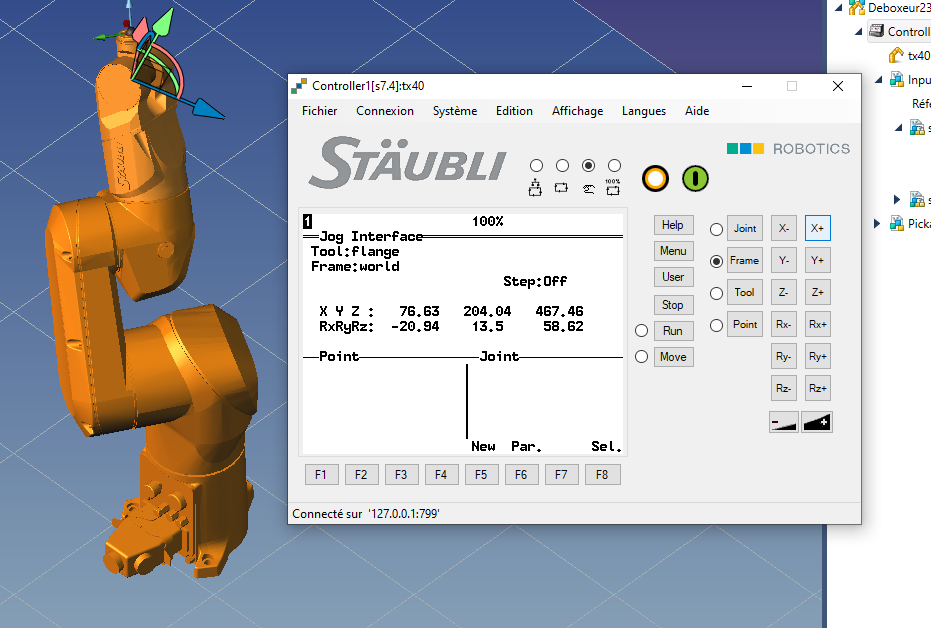 Deboxeur23
Controll
tx40
Inpu
Réfé
s
s
Picka
Controller1[s7.4]:tx40
Fichier Connexion Système Edition Affichage Langues Aide
STÄUBLI
ROBOTICS
100%
1 100%
Jog Interface
Tool:flange
Frame:world
Step:Off
X Y Z : 76.63 204.04 467.46
RxRyRz: -20.94 13.5 58.62
Point Joint
New Par. Sel.
F1 F2 F3 F4 F5 F6 F7 F8
Help
Menu
User
Stop
Run
Move
Joint X- X+
Frame Y- Y+
Tool Z- Z+
Point Rx- Rx+
Ry- Ry+
Rz- Rz+
- +
Connecté sur '127.0.0.1:799'
STÄUBLI